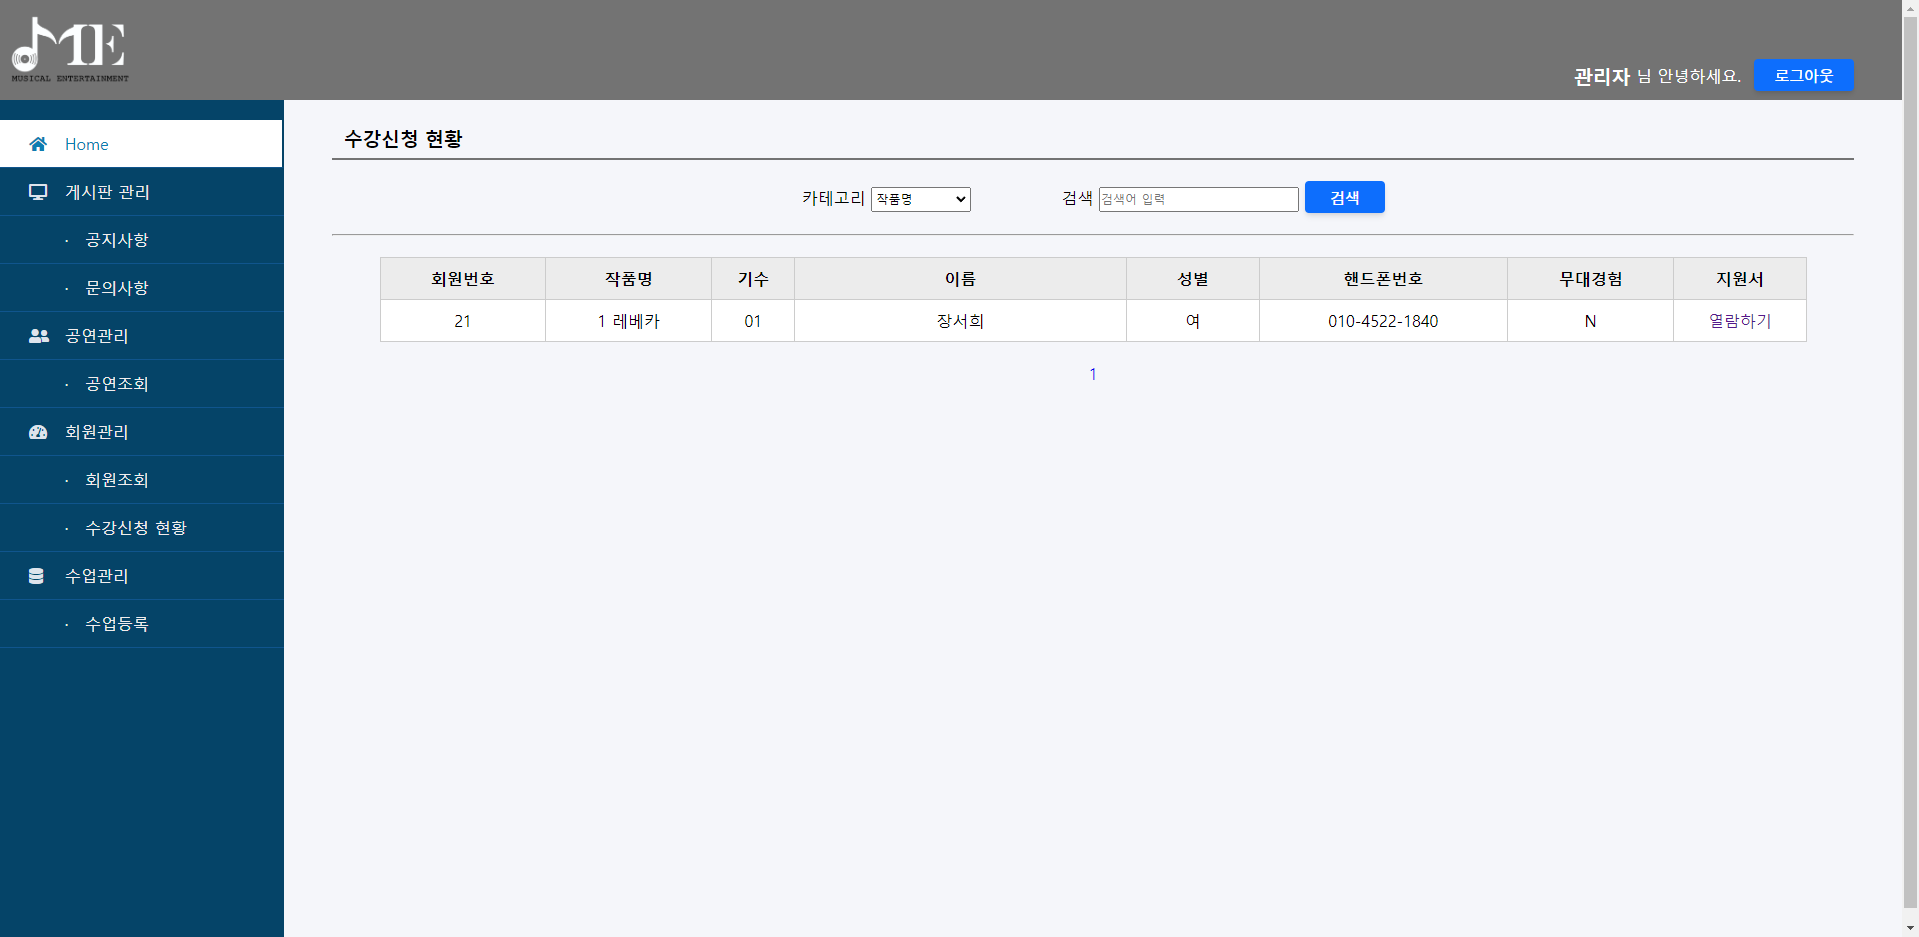 ME
MUSICAL ENTERTAINMENT
관리자 님 안녕하세요. 로그아웃
Home
게시판 관리
· 공지사항
· 문의사항
공연관리
· 공연조회
회원관리
· 회원조회
· 수강신청 현황
수업관리
· 수업등록
수강신청 현황
카테고리 작품명 검색 검색어 입력 검색
회원번호 작품명 기수 이름 성별 핸드폰번호 무대경험 지원서
21 1 레베카 01 장서희 여 010-4522-1840 N 열람하기
1